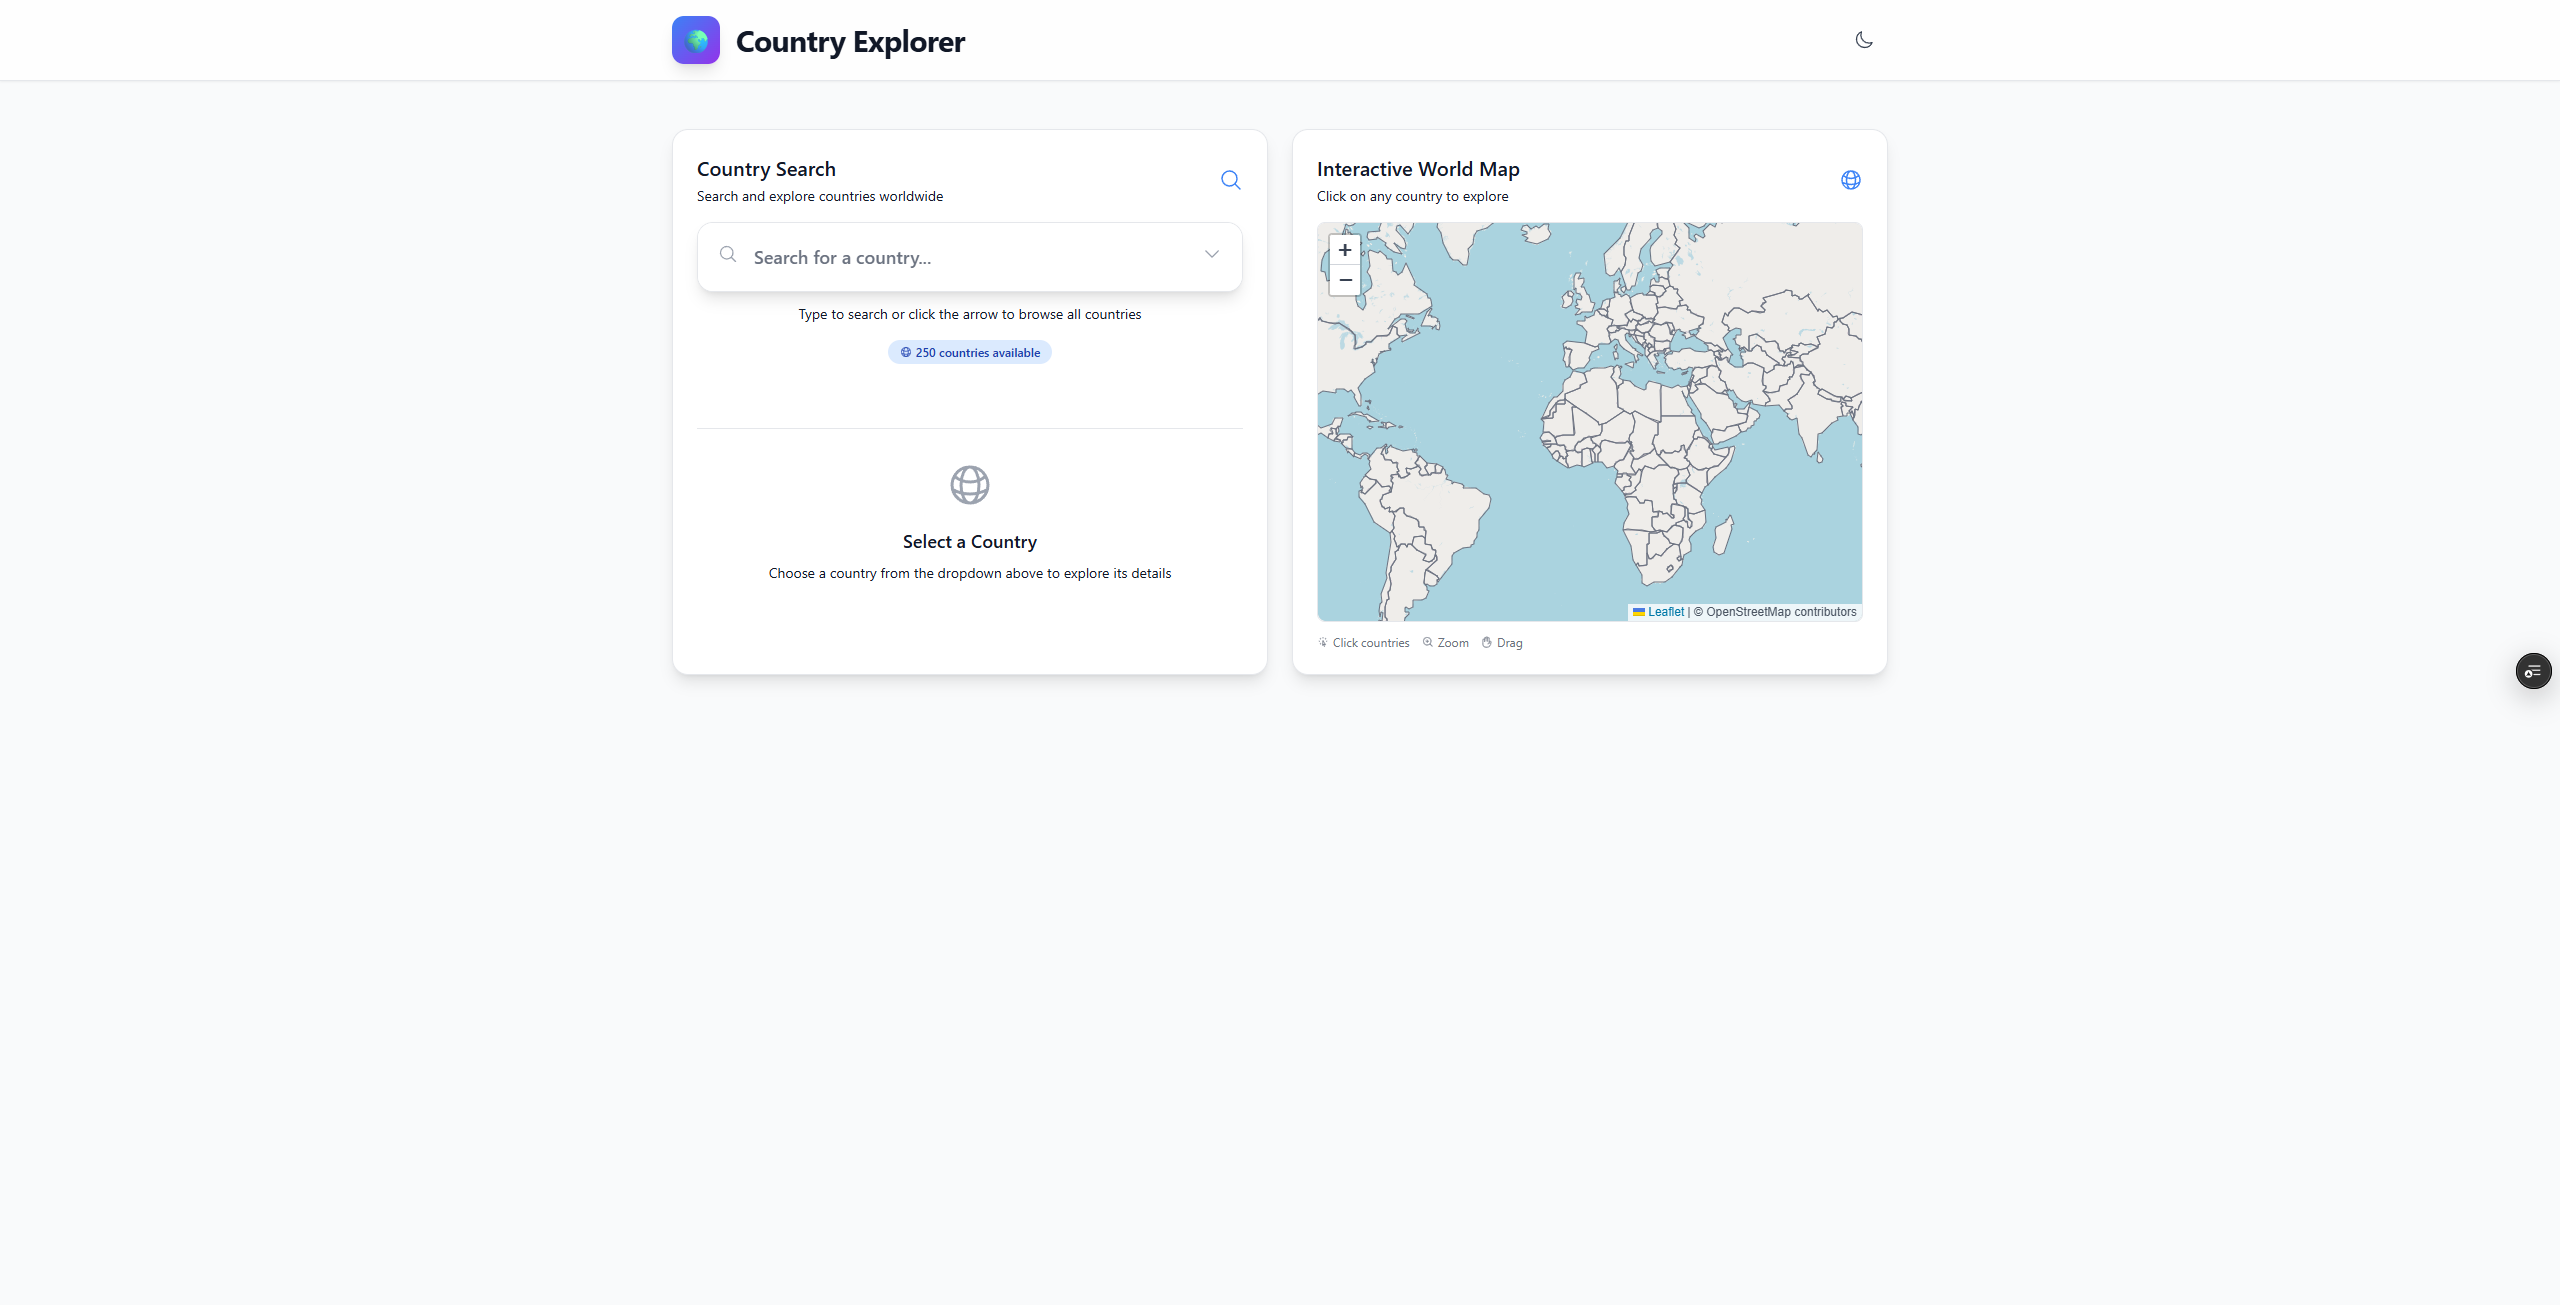 Country Explorer
Country Search
Search and explore countries worldwide
Search for a country...
Type to search or click the arrow to browse all countries
250 countries available
Select a Country
Choose a country from the dropdown above to explore its details
Interactive World Map
Click on any country to explore
+
−
Leaflet | © OpenStreetMap contributors
Click countries Zoom Drag